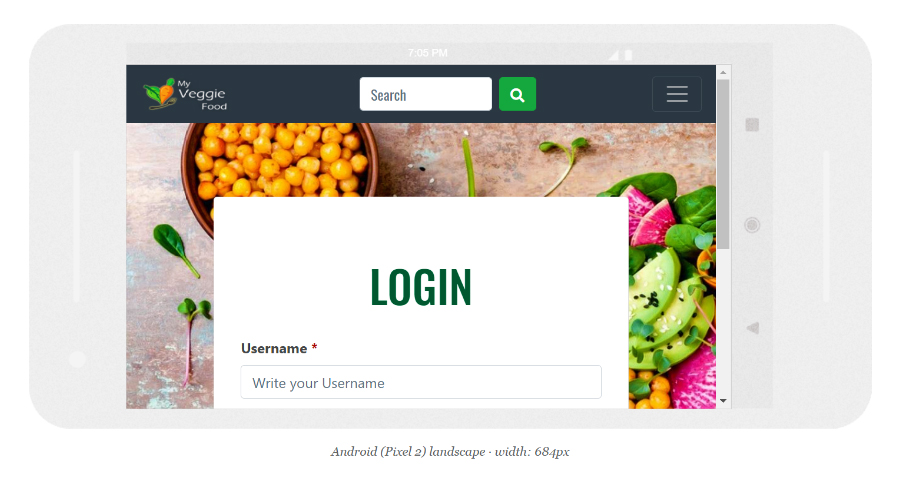 7:05 PM
My
Veggie
Food
Search
LOGIN
Username *
Write your Username
Android (Pixel 2) landscape · width: 684px